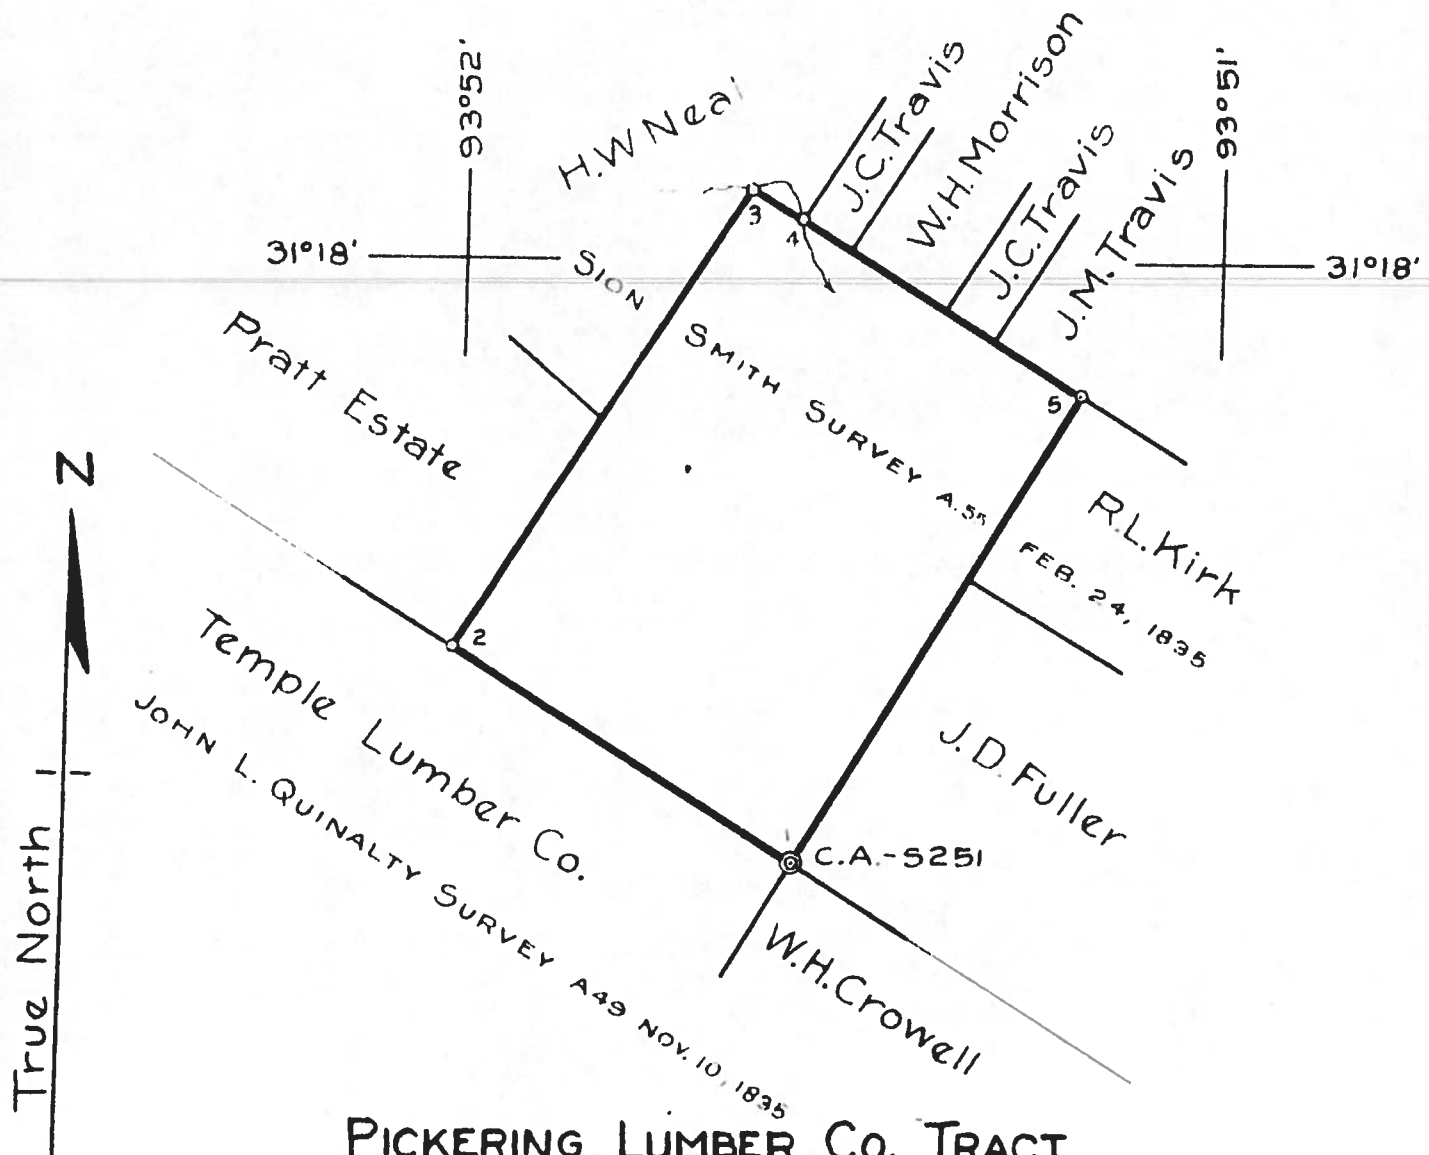 93°52'
93°51'
H.W Neal
J.C.Travis
W.H.Morrison
J.C.Travis
J.M.Travis
31°18'
31°18'
3
4
5
SION SMITH SURVEY A.55
FEB. 24, 1835
Pratt Estate
R.L.Kirk
N
True North
2
Temple Lumber Co.
JOHN L. QUINALTY SURVEY A49 NOV. 10, 1835
J.D.Fuller
1
C.A.-5251
W.H.Crowell
PICKERING LUMBER CO. TRACT